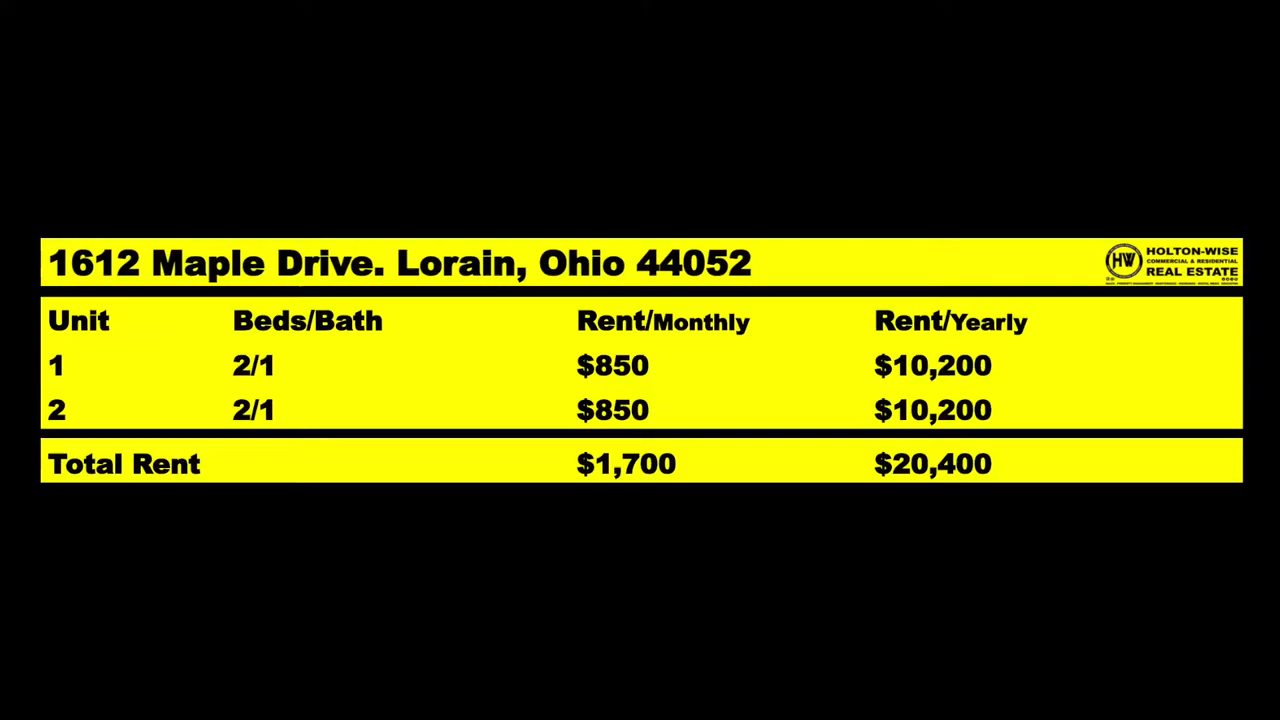 1612 Maple Drive. Lorain, Ohio 44052
HW HOLTON-WISE
COMMERCIAL & RESIDENTIAL
REAL ESTATE
Unit Beds/Bath Rent/Monthly Rent/Yearly
1 2/1 $850 $10,200
2 2/1 $850 $10,200
Total Rent $1,700 $20,400